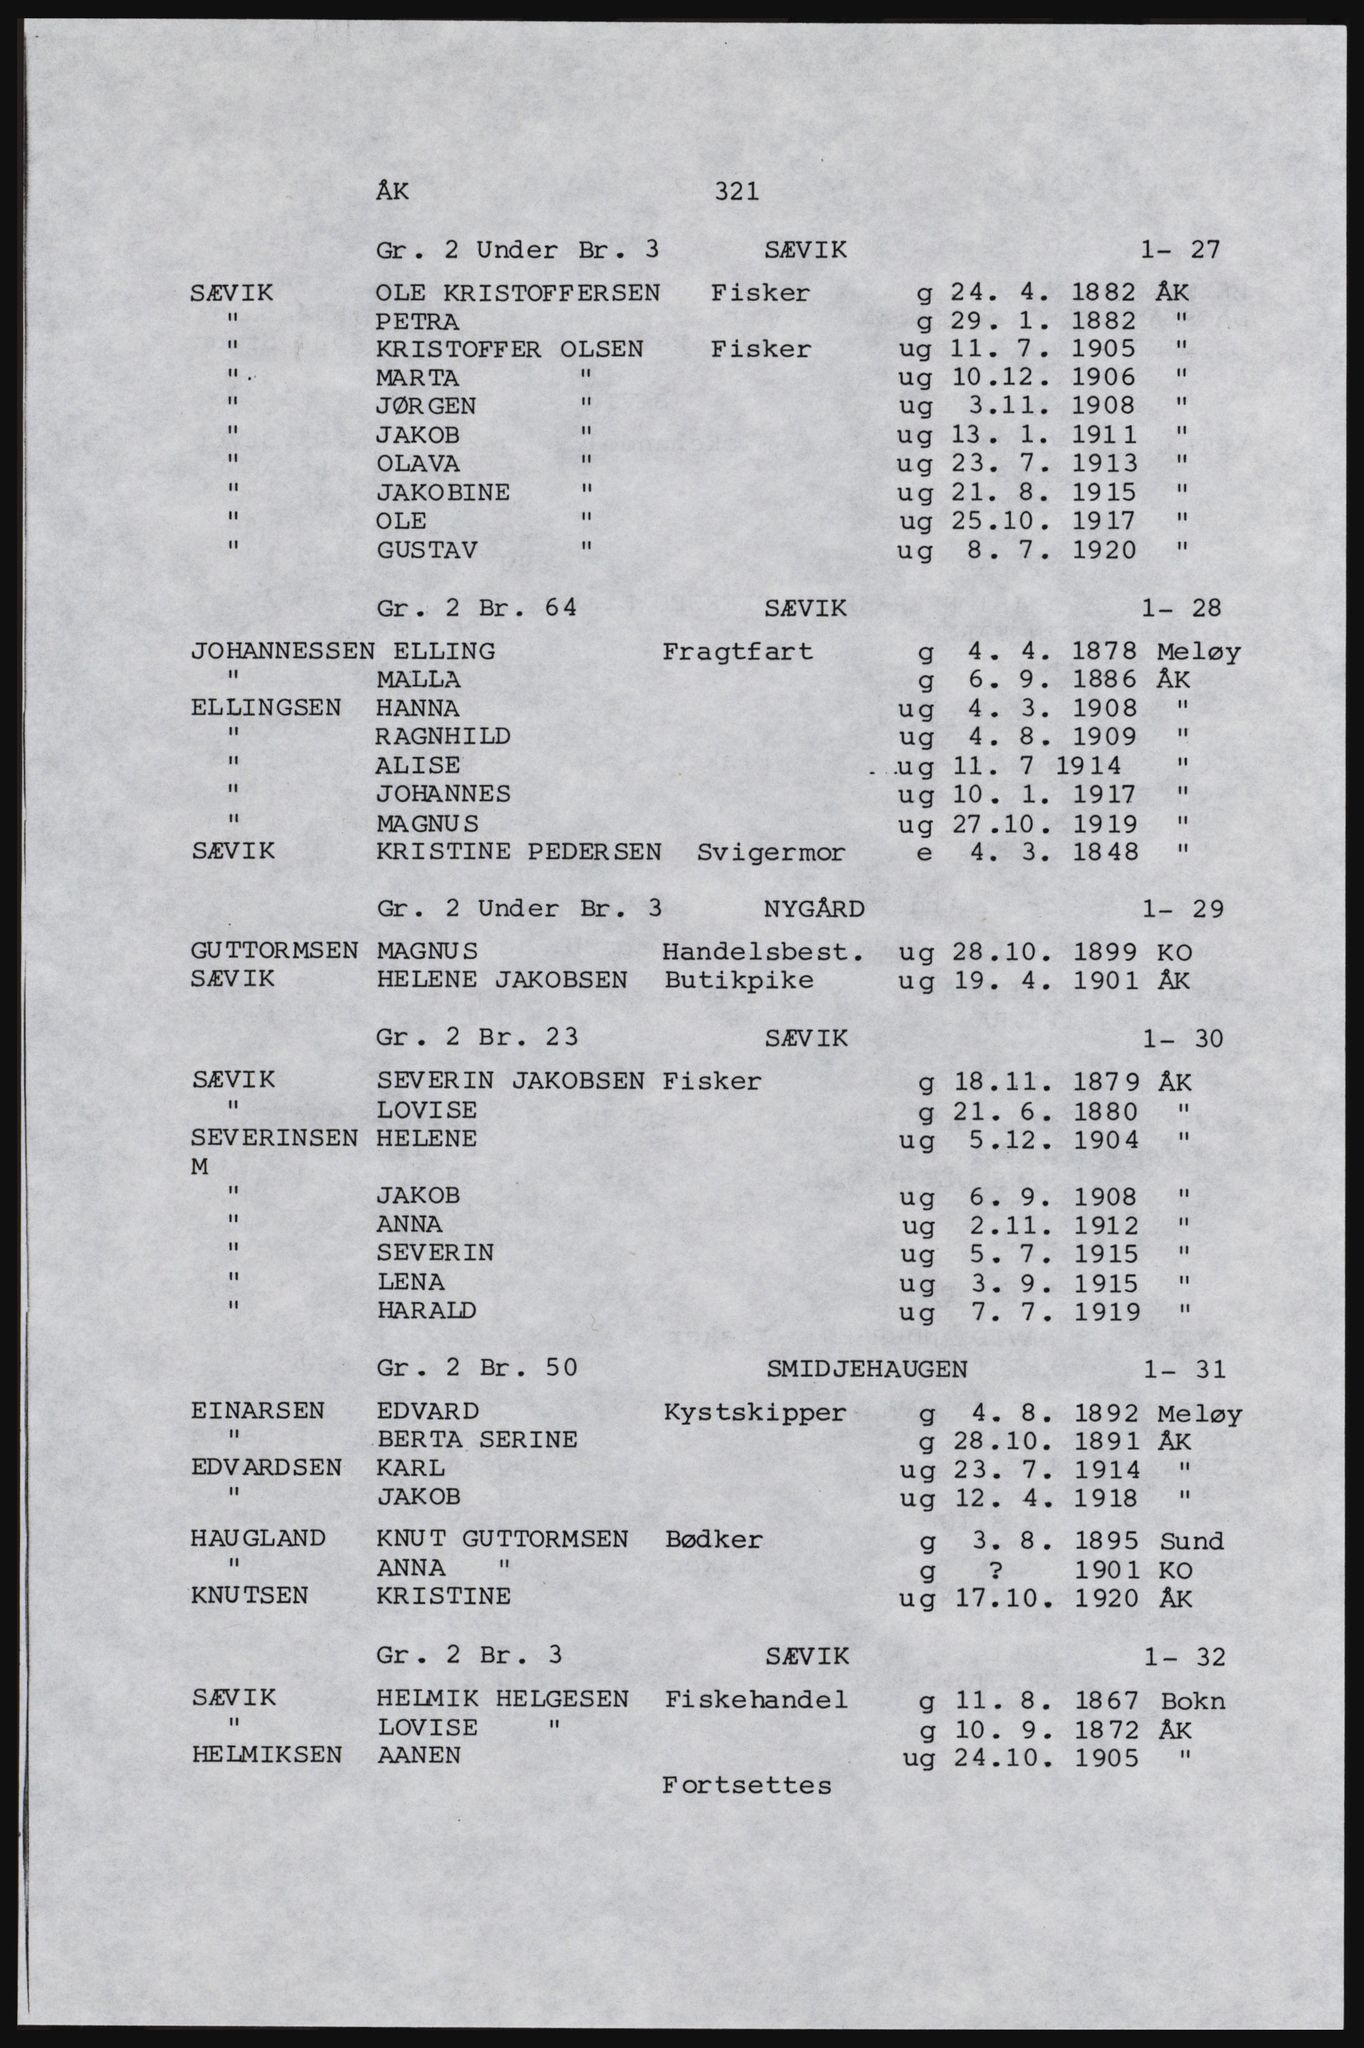 ÅK 321
Gr. 2 Under Br. 3 SÆVIK 1- 27
SÆVIK OLE KRISTOFFERSEN Fisker g 24. 4. 1882 ÅK
" PETRA g 29. 1. 1882 "
" KRISTOFFER OLSEN Fisker ug 11. 7. 1905 "
" MARTA " ug 10.12. 1906 "
" JØRGEN " ug 3.11. 1908 "
" JAKOB " ug 13. 1. 1911 "
" OLAVA " ug 23. 7. 1913 "
" JAKOBINE " ug 21. 8. 1915 "
" OLE " ug 25.10. 1917 "
" GUSTAV " ug 8. 7. 1920 "
Gr. 2 Br. 64 SÆVIK 1- 28
JOHANNESSEN ELLING Fragtfart g 4. 4. 1878 Meløy
" MALLA g 6. 9. 1886 ÅK
ELLINGSEN HANNA ug 4. 3. 1908 "
" RAGNHILD ug 4. 8. 1909 "
" ALISE ug 11. 7 1914 "
" JOHANNES ug 10. 1. 1917 "
" MAGNUS ug 27.10. 1919 "
SÆVIK KRISTINE PEDERSEN Svigermor e 4. 3. 1848 "
Gr. 2 Under Br. 3 NYGÅRD 1- 29
GUTTORMSEN MAGNUS Handelsbest. ug 28.10. 1899 KO
SÆVIK HELENE JAKOBSEN Butikpike ug 19. 4. 1901 ÅK
Gr. 2 Br. 23 SÆVIK 1- 30
SÆVIK SEVERIN JAKOBSEN Fisker g 18.11. 1879 ÅK
" LOVISE g 21. 6. 1880 "
SEVERINSEN HELENE ug 5.12. 1904 "
M
" JAKOB ug 6. 9. 1908 "
" ANNA ug 2.11. 1912 "
" SEVERIN ug 5. 7. 1915 "
" LENA ug 3. 9. 1915 "
" HARALD ug 7. 7. 1919 "
Gr. 2 Br. 50 SMIDJEHAUGEN 1- 31
EINARSEN EDVARD Kystskipper g 4. 8. 1892 Meløy
" BERTA SERINE g 28.10. 1891 ÅK
EDVARDSEN KARL ug 23. 7. 1914 "
" JAKOB ug 12. 4. 1918 "
HAUGLAND KNUT GUTTORMSEN Bødker g 3. 8. 1895 Sund
" ANNA " g ? 1901 KO
KNUTSEN KRISTINE ug 17.10. 1920 ÅK
Gr. 2 Br. 3 SÆVIK 1- 32
SÆVIK HELMIK HELGESEN Fiskehandel g 11. 8. 1867 Bokn
" LOVISE " g 10. 9. 1872 ÅK
HELMIKSEN AANEN ug 24.10. 1905 "
Fortsettes